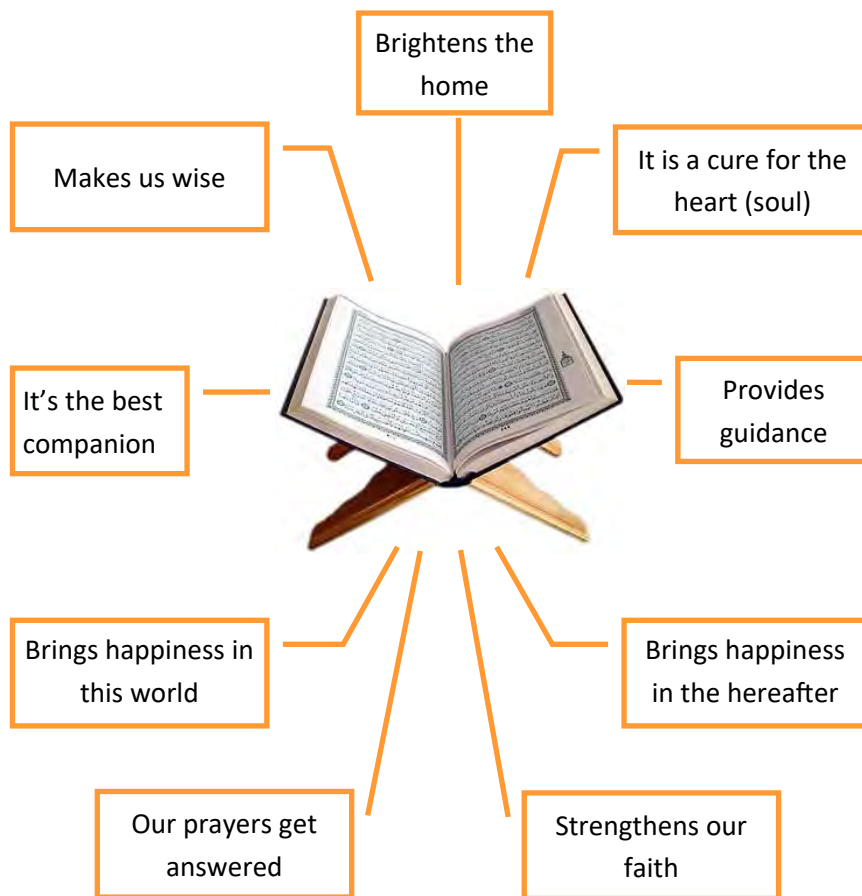 Brightens the
home
Makes us wise
It is a cure for the
heart (soul)
It’s the best
companion
Provides
guidance
Brings happiness in
this world
Brings happiness
in the hereafter
Our prayers get
answered
Strengthens our
faith